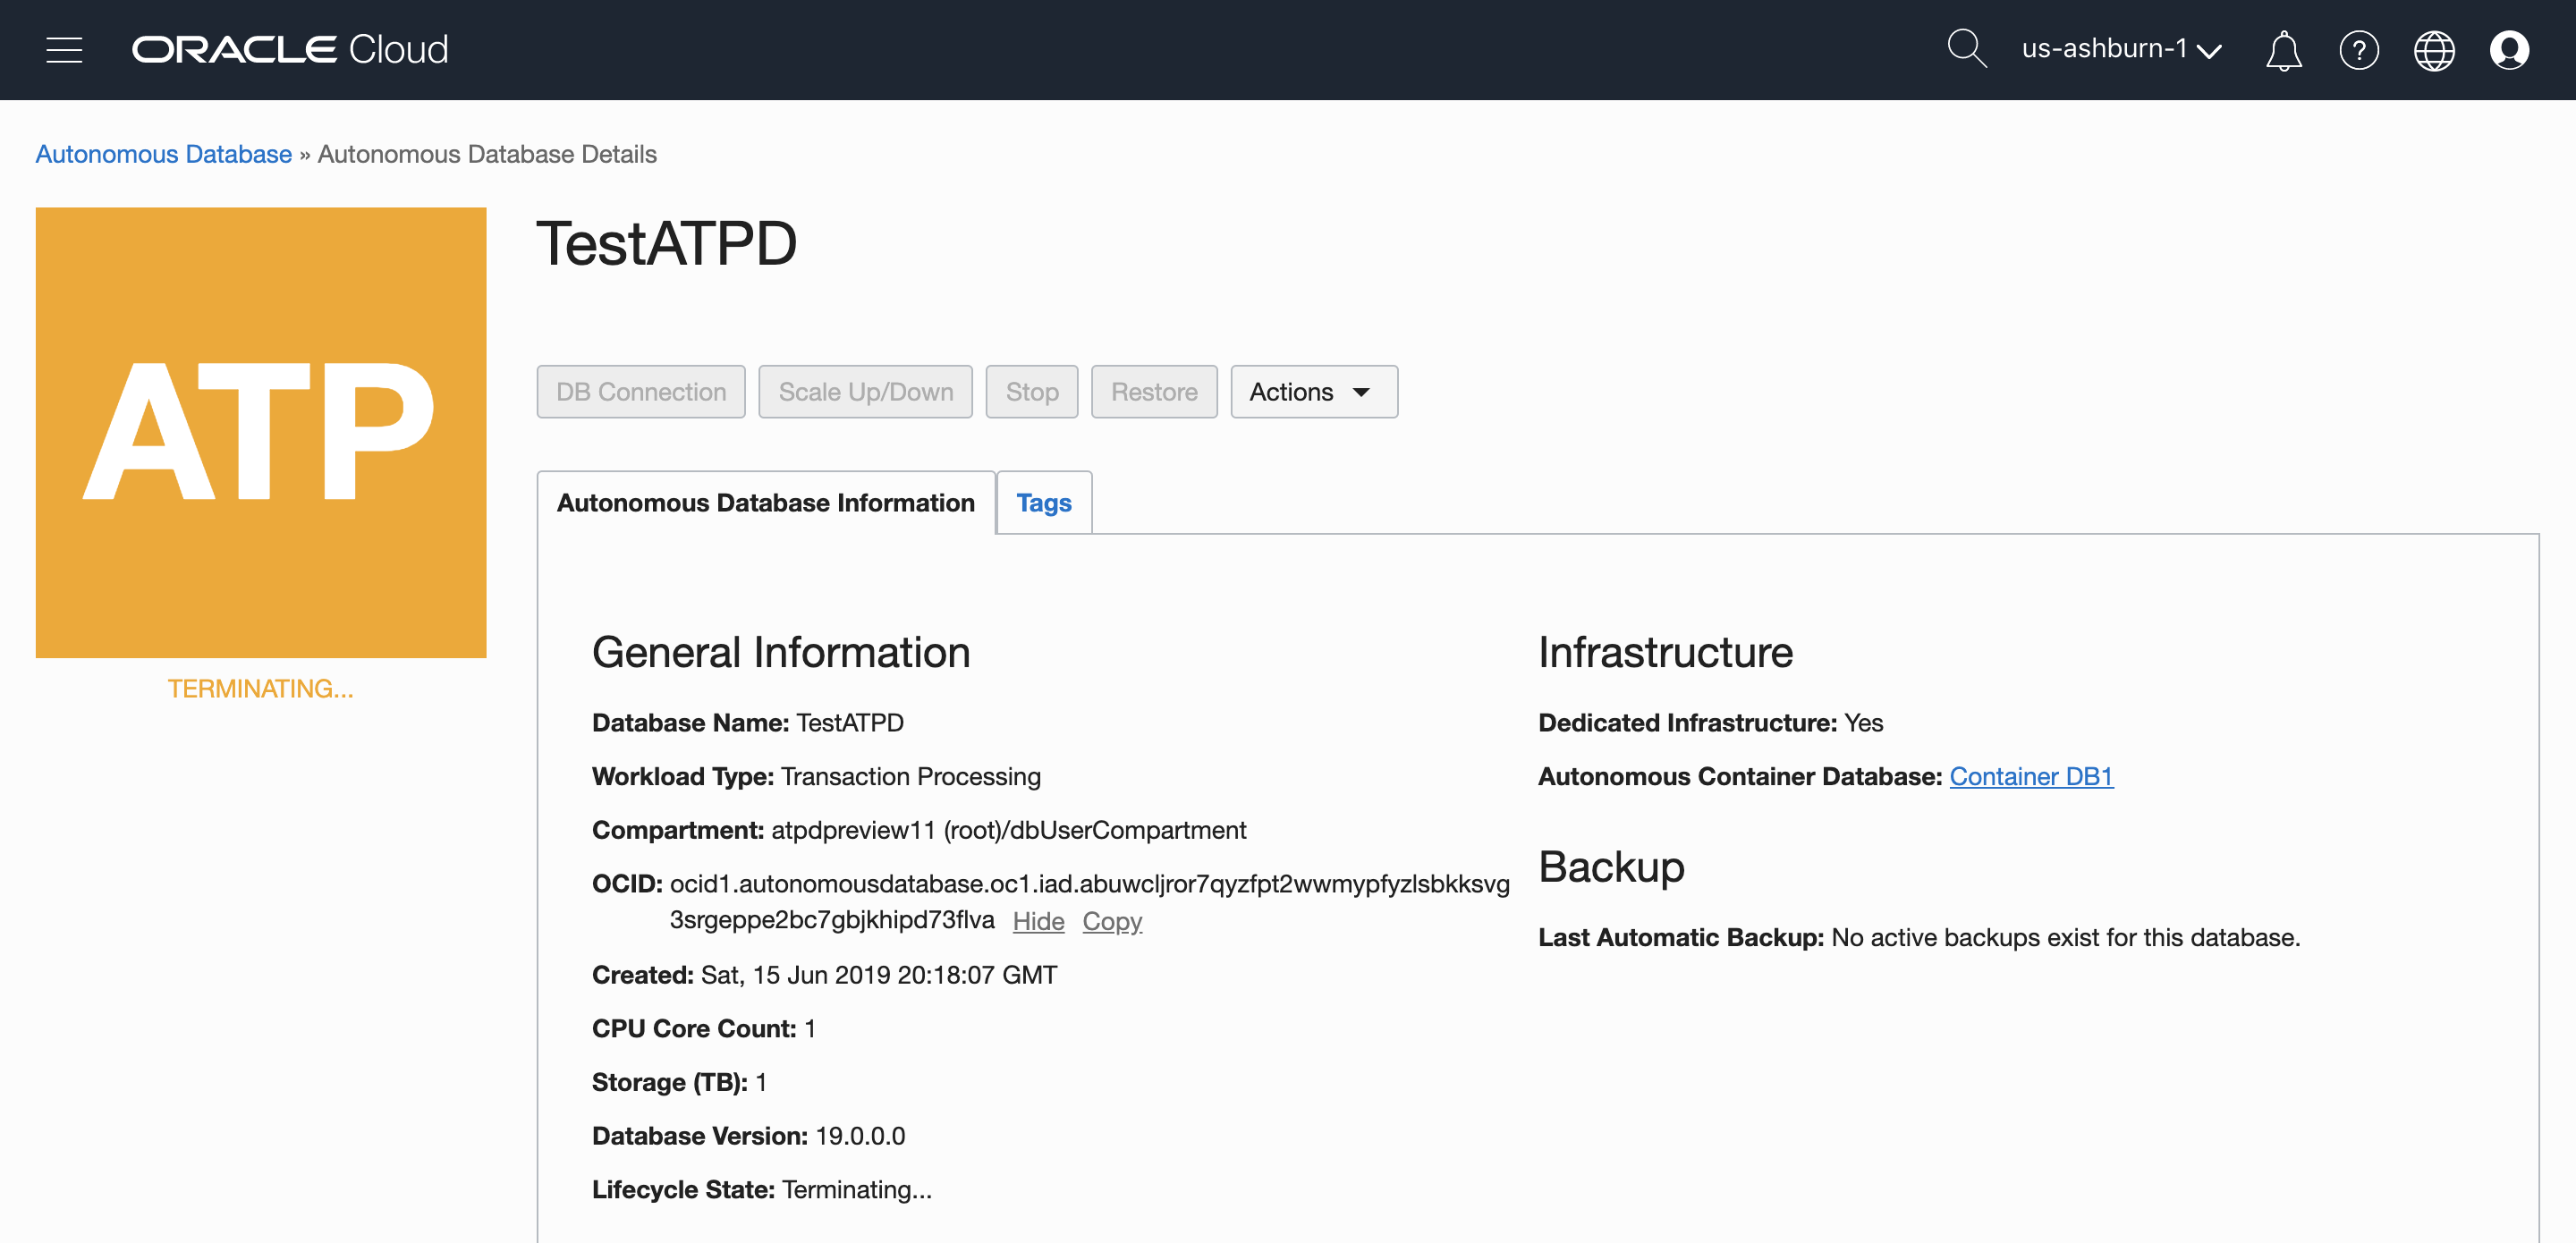 ORACLE Cloud
us-ashburn-1
Autonomous Database » Autonomous Database Details
ATP
TERMINATING...
TestATPD
DB Connection Scale Up/Down Stop Restore Actions
Autonomous Database Information Tags
General Information
Database Name: TestATPD
Workload Type: Transaction Processing
Compartment: atpdpreview11 (root)/dbUserCompartment
OCID: ocid1.autonomousdatabase.oc1.iad.abuwcljror7qyzfpt2wwmypfyzlsbkksvg
3srgeppe2bc7gbjkhipd73flva Hide Copy
Created: Sat, 15 Jun 2019 20:18:07 GMT
CPU Core Count: 1
Storage (TB): 1
Database Version: 19.0.0.0
Lifecycle State: Terminating...
Infrastructure
Dedicated Infrastructure: Yes
Autonomous Container Database: Container DB1
Backup
Last Automatic Backup: No active backups exist for this database.